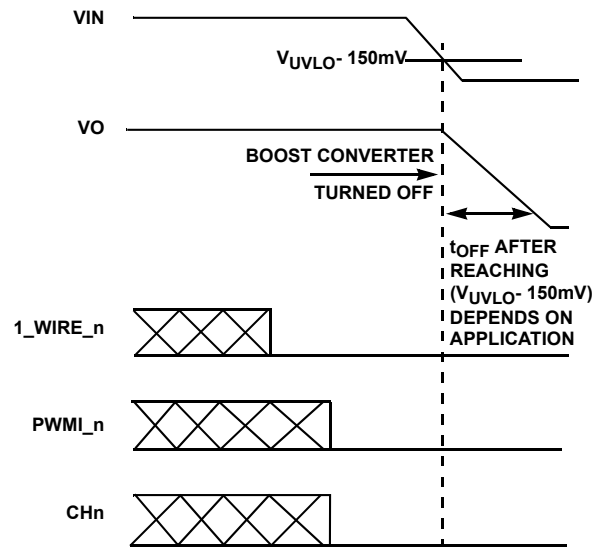 VIN
VUVLO- 150mV
VO
BOOST CONVERTER
TURNED OFF
tOFF AFTER
REACHING
(VUVLO- 150mV)
DEPENDS ON
APPLICATION
1_WIRE_n
PWMI_n
CHn